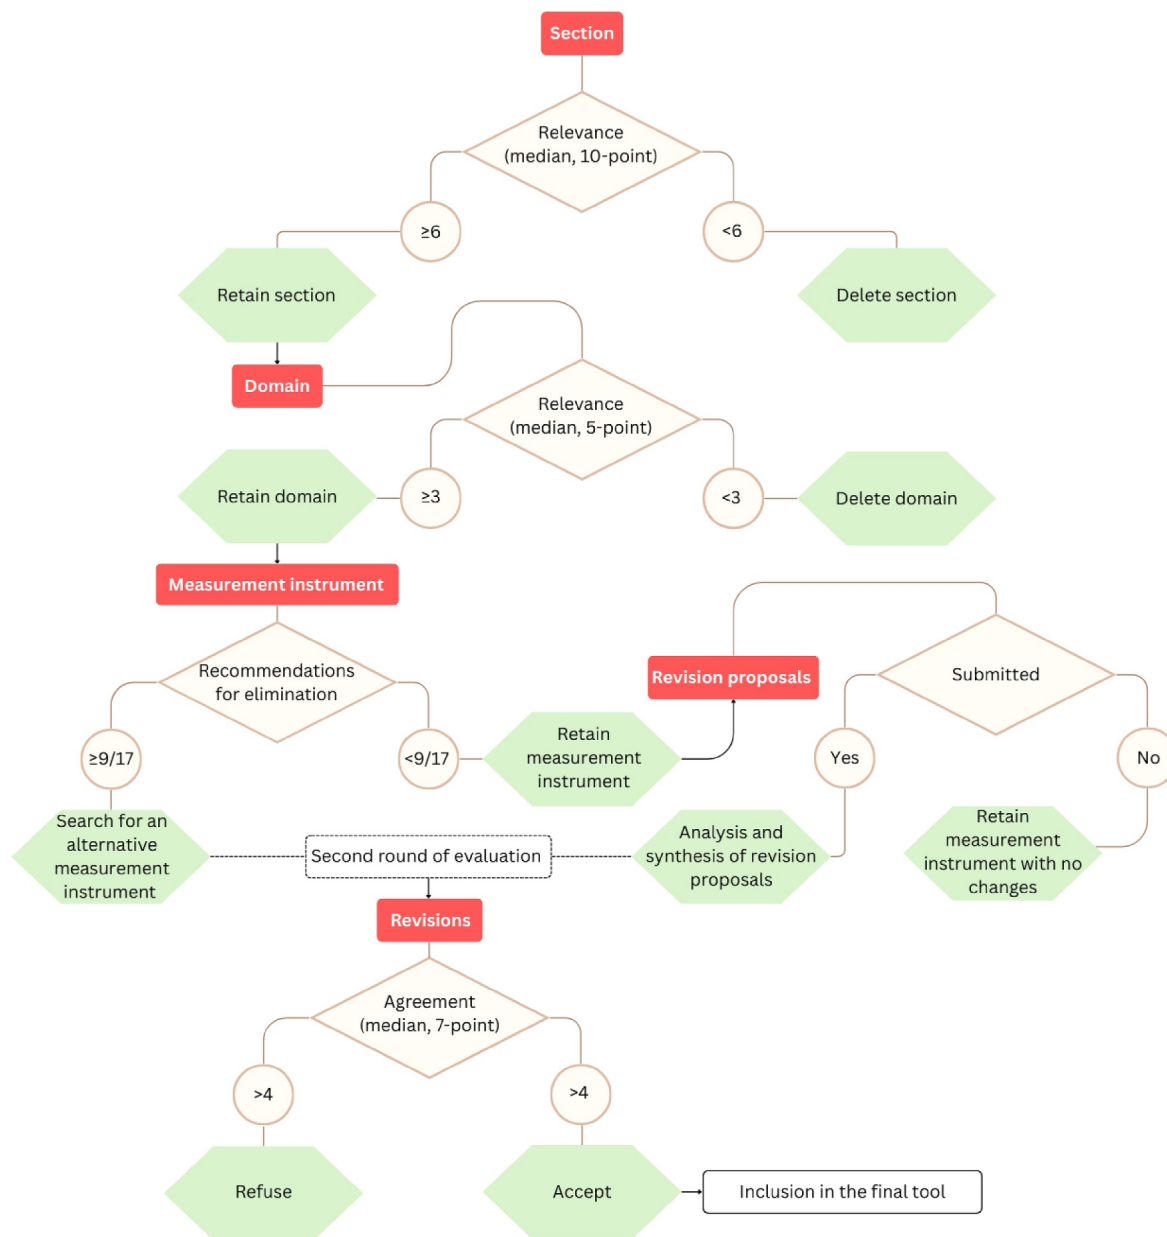 Section
Relevance
(median, 10-point)
≥6
<6
Retain section
Delete section
Domain
Relevance
(median, 5-point)
Retain domain
≥3
<3
Delete domain
Measurement instrument
Recommendations
for elimination
≥9/17
<9/17
Retain
measurement
instrument
Revision proposals
Submitted
Yes
No
Search for an
alternative
measurement
instrument
Second round of evaluation
Analysis and
synthesis of revision
proposals
Retain
measurement
instrument with no
changes
Revisions
Agreement
(median, 7-point)
>4
>4
Refuse
Accept
Inclusion in the final tool